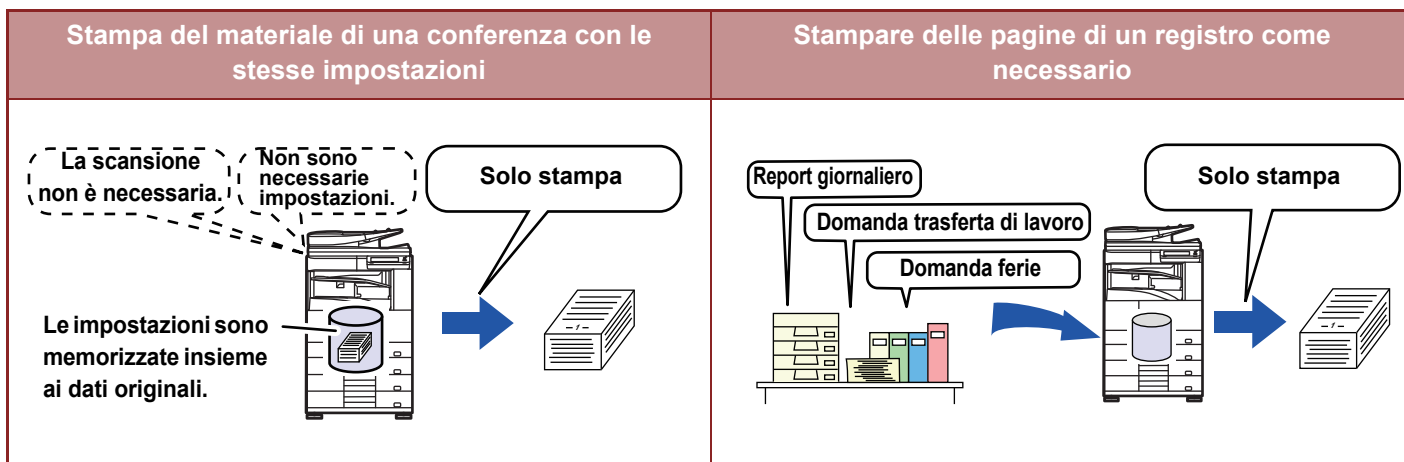 Stampa del materiale di una conferenza con le
stesse impostazioni
Stampare delle pagine di un registro come
necessario
La scansione
non è necessaria.
Non sono
necessarie
impostazioni.
Solo stampa
Le impostazioni sono
memorizzate insieme
ai dati originali.
-1-
Report giornaliero
Domanda trasferta di lavoro
Domanda ferie
Solo stampa
-1-